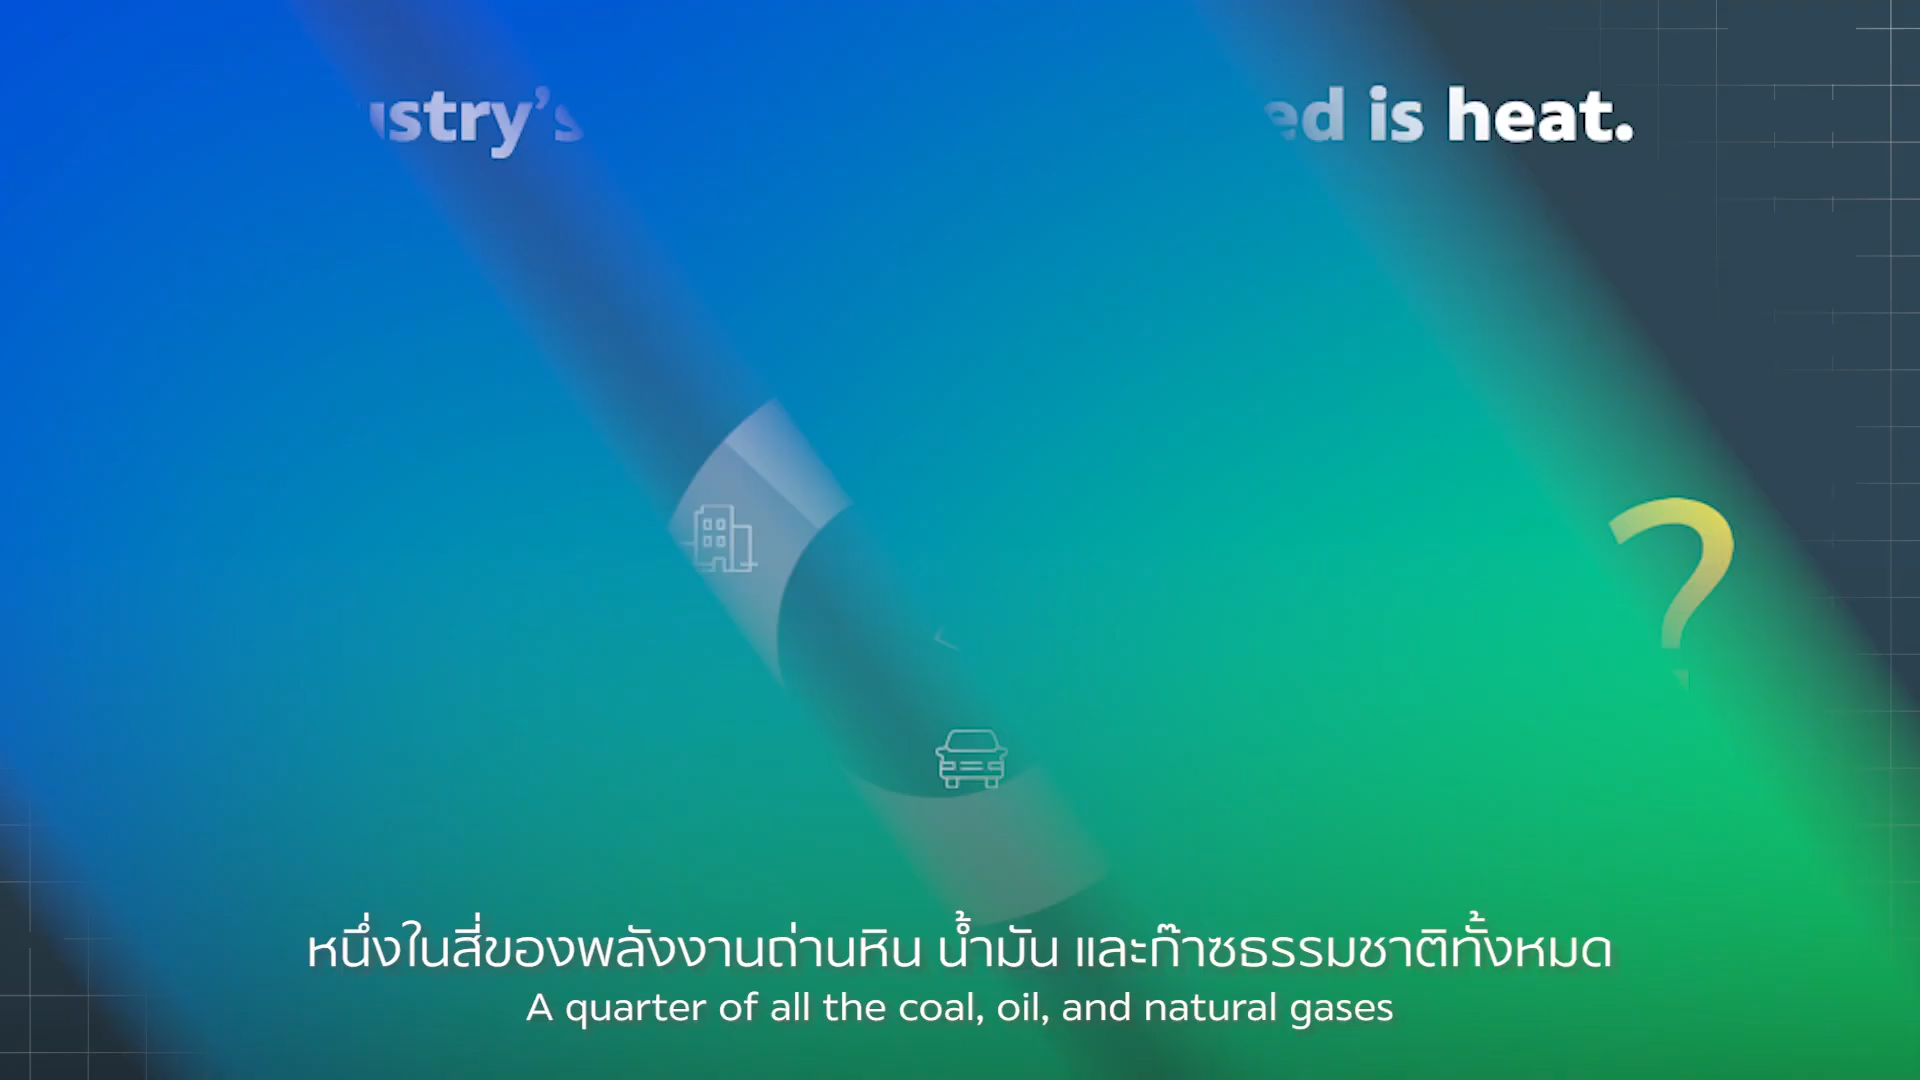 is heat.
?
หนึ่งในสี่ของพลังงานถ่านหิน น้ำมัน และก๊าซธรรมชาติทั้งหมด
A quarter of all the coal, oil, and natural gases